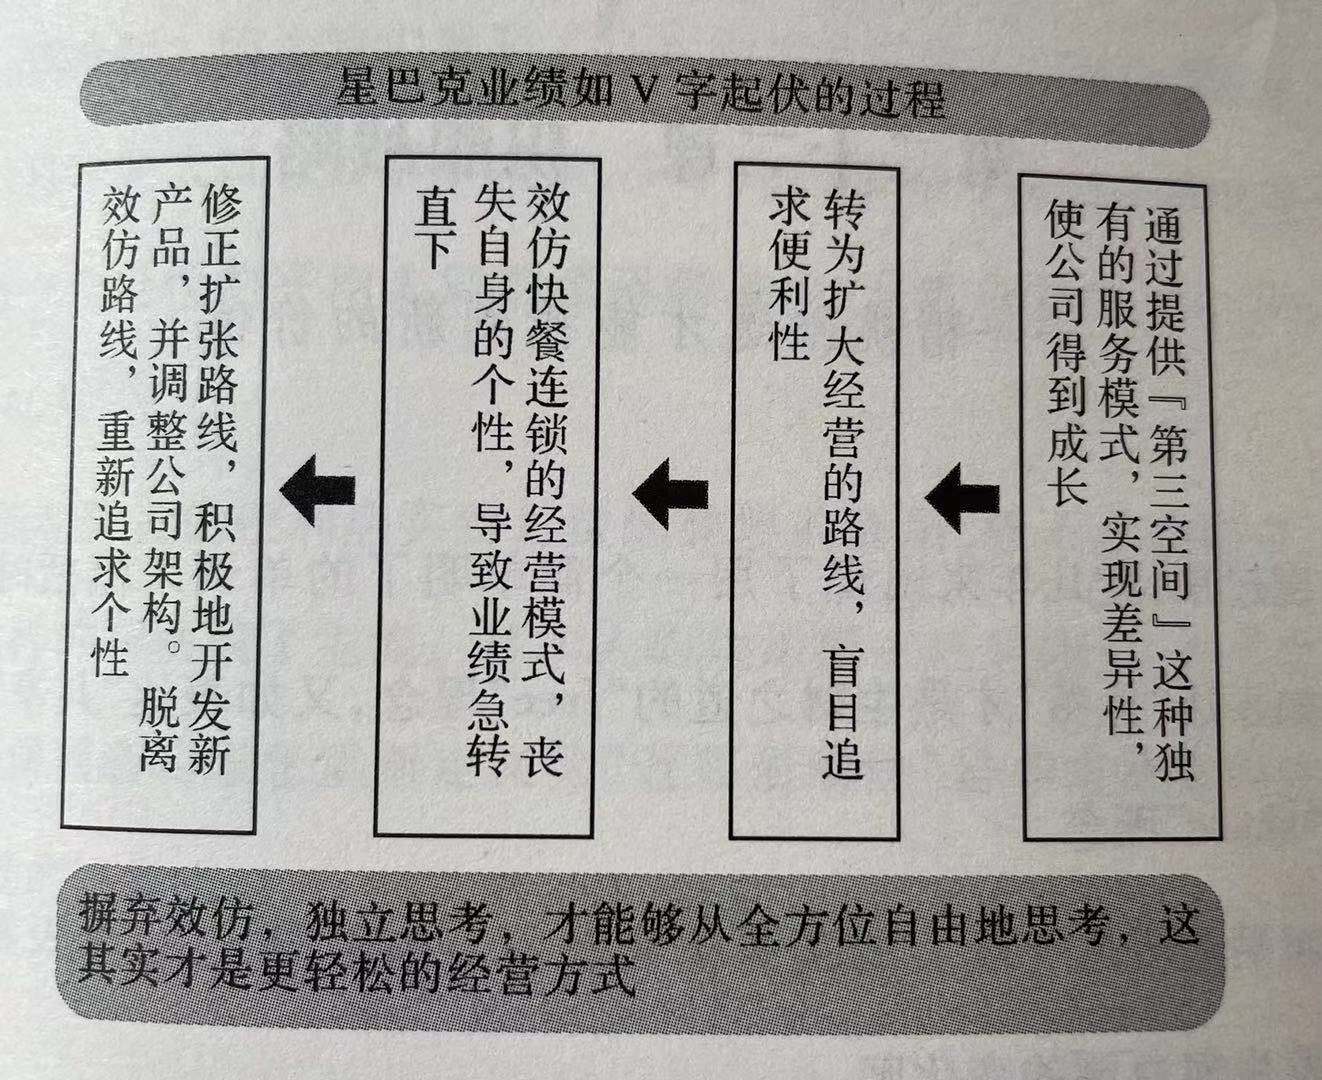 星巴克业绩如 V 字起伏的过程
通过提供『第三空间』这种独
有的服务模式，实现差异性，
使公司得到成长
转为扩大经营的路线，盲目追
求便利性
效仿快餐连锁的经营模式，丧
失自身的个性，导致业绩急转
直下
修正扩张路线，积极地开发新
产品，并调整公司架构。脱离
效仿路线，重新追求个性
摒弃效仿，独立思考，才能够从全方位自由地思考，这
其实才是更轻松的经营方式